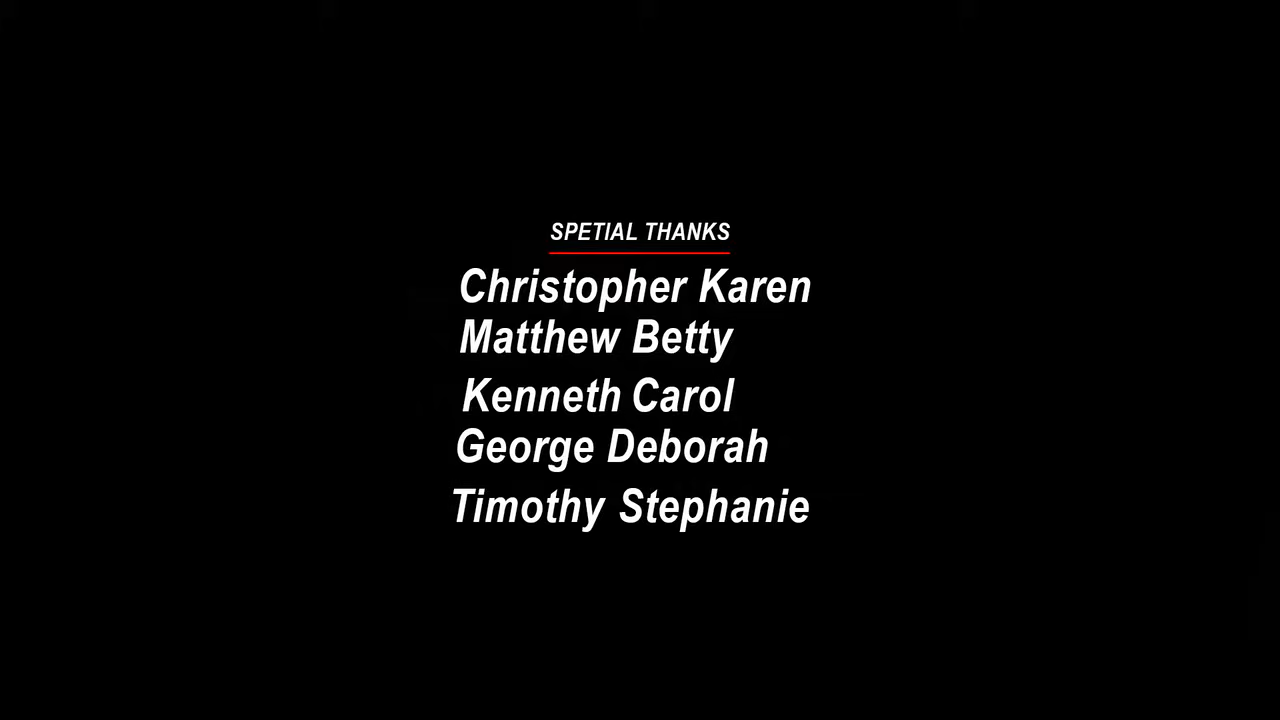 SPETIAL THANKS
Christopher Karen
Matthew Betty
Kenneth Carol
George Deborah
Timothy Stephanie